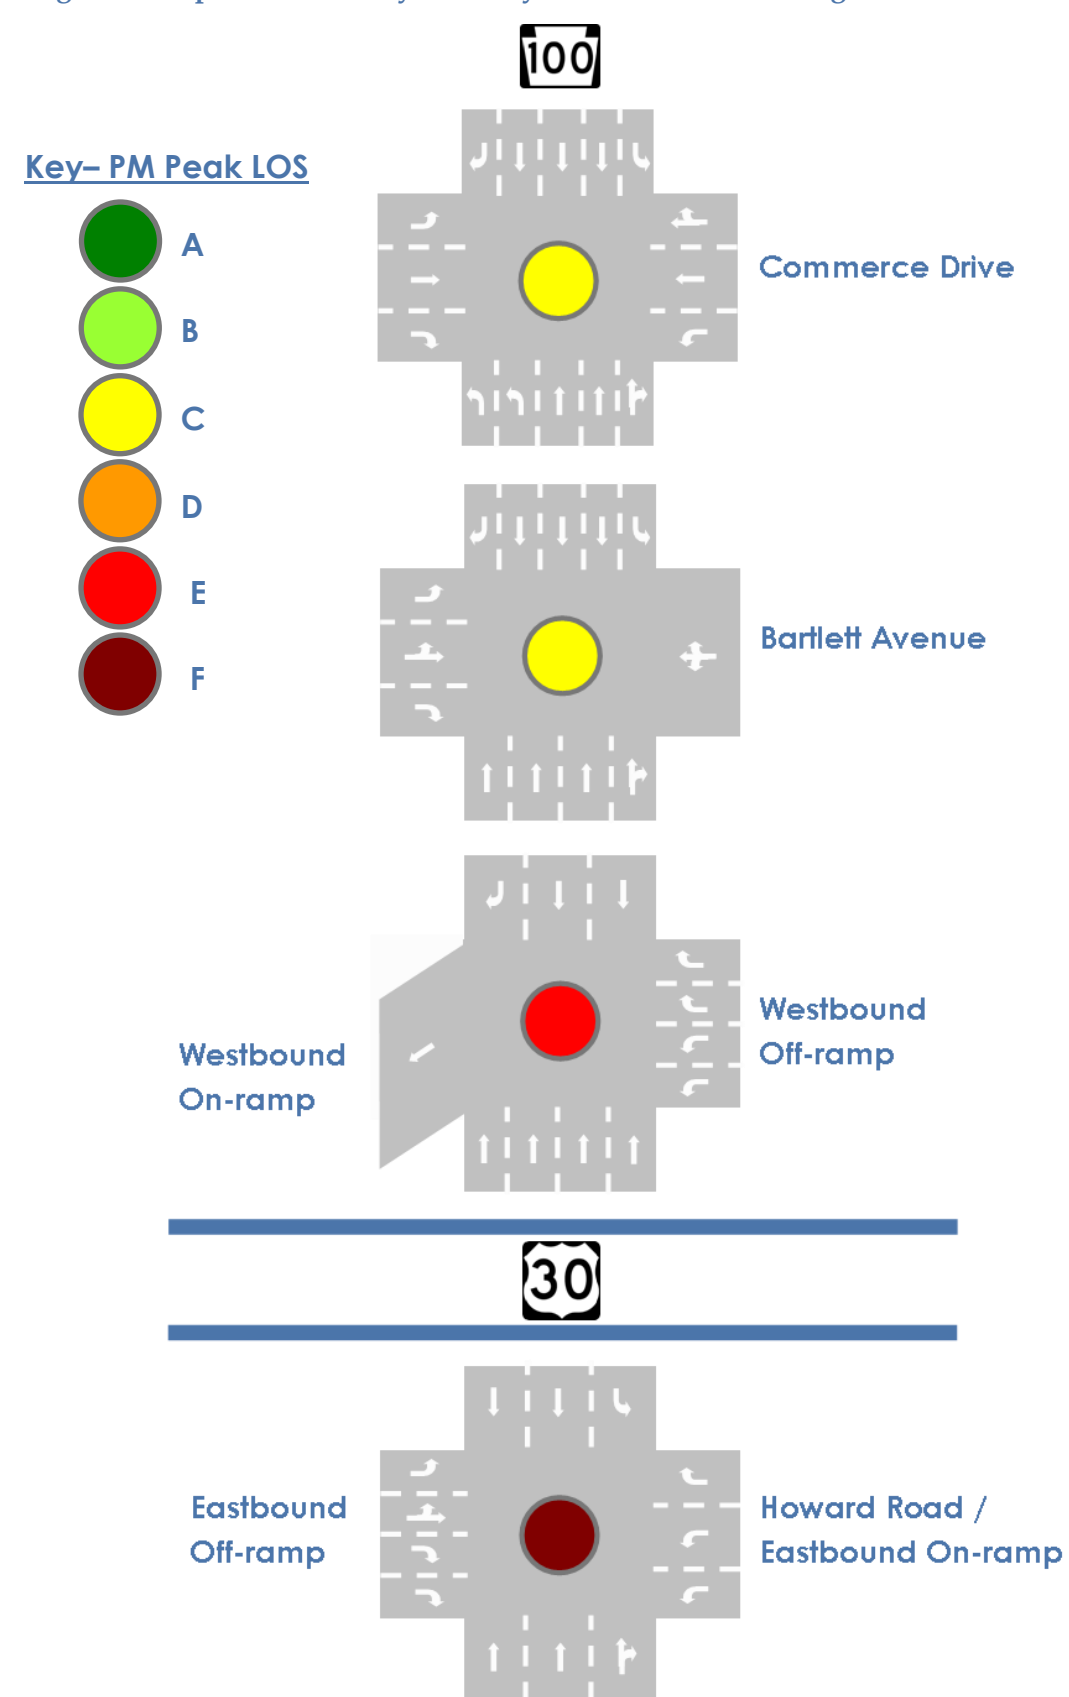 100
Key– PM Peak LOS
A
B
C
D
E
F
Commerce Drive
Bartlett Avenue
Westbound
Off-ramp
Westbound
On-ramp
30
Eastbound
Off-ramp
Howard Road /
Eastbound On-ramp